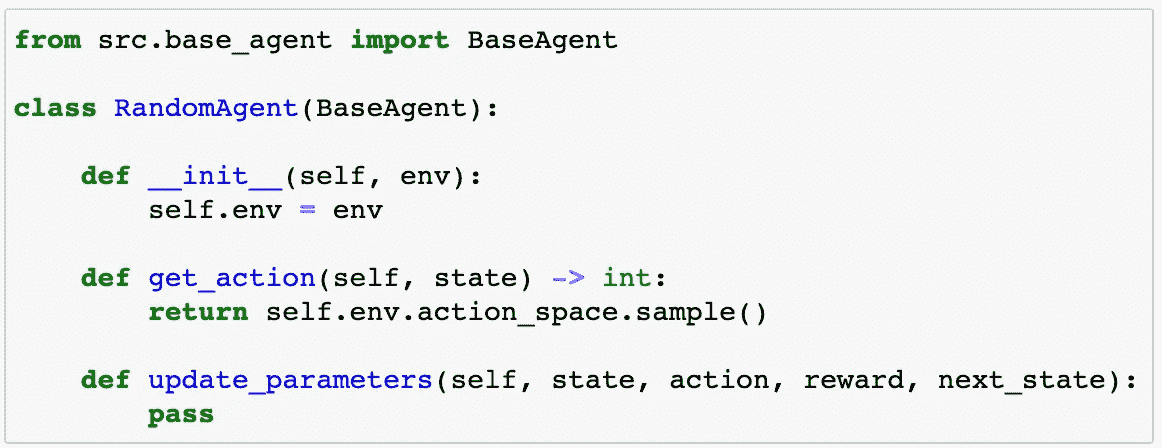 from src.base_agent import BaseAgent
class RandomAgent(BaseAgent):
    def __init__(self, env):
        self.env = env
    def get_action(self, state) -> int:
        return self.env.action_space.sample()
    def update_parameters(self, state, action, reward, next_state):
        pass